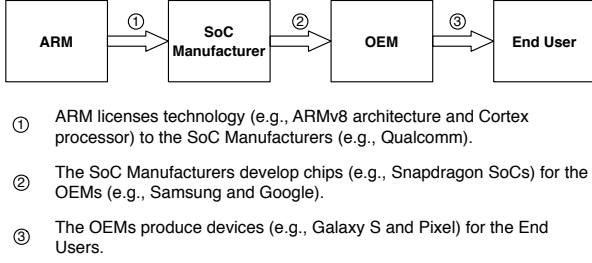 ① ② ③
ARM
SoC
Manufacturer
OEM
End User
① ARM licenses technology (e.g., ARMv8 architecture and Cortex
processor) to the SoC Manufacturers (e.g., Qualcomm).
② The SoC Manufacturers develop chips (e.g., Snapdragon SoCs) for the
OEMs (e.g., Samsung and Google).
③ The OEMs produce devices (e.g., Galaxy S and Pixel) for the End
Users.